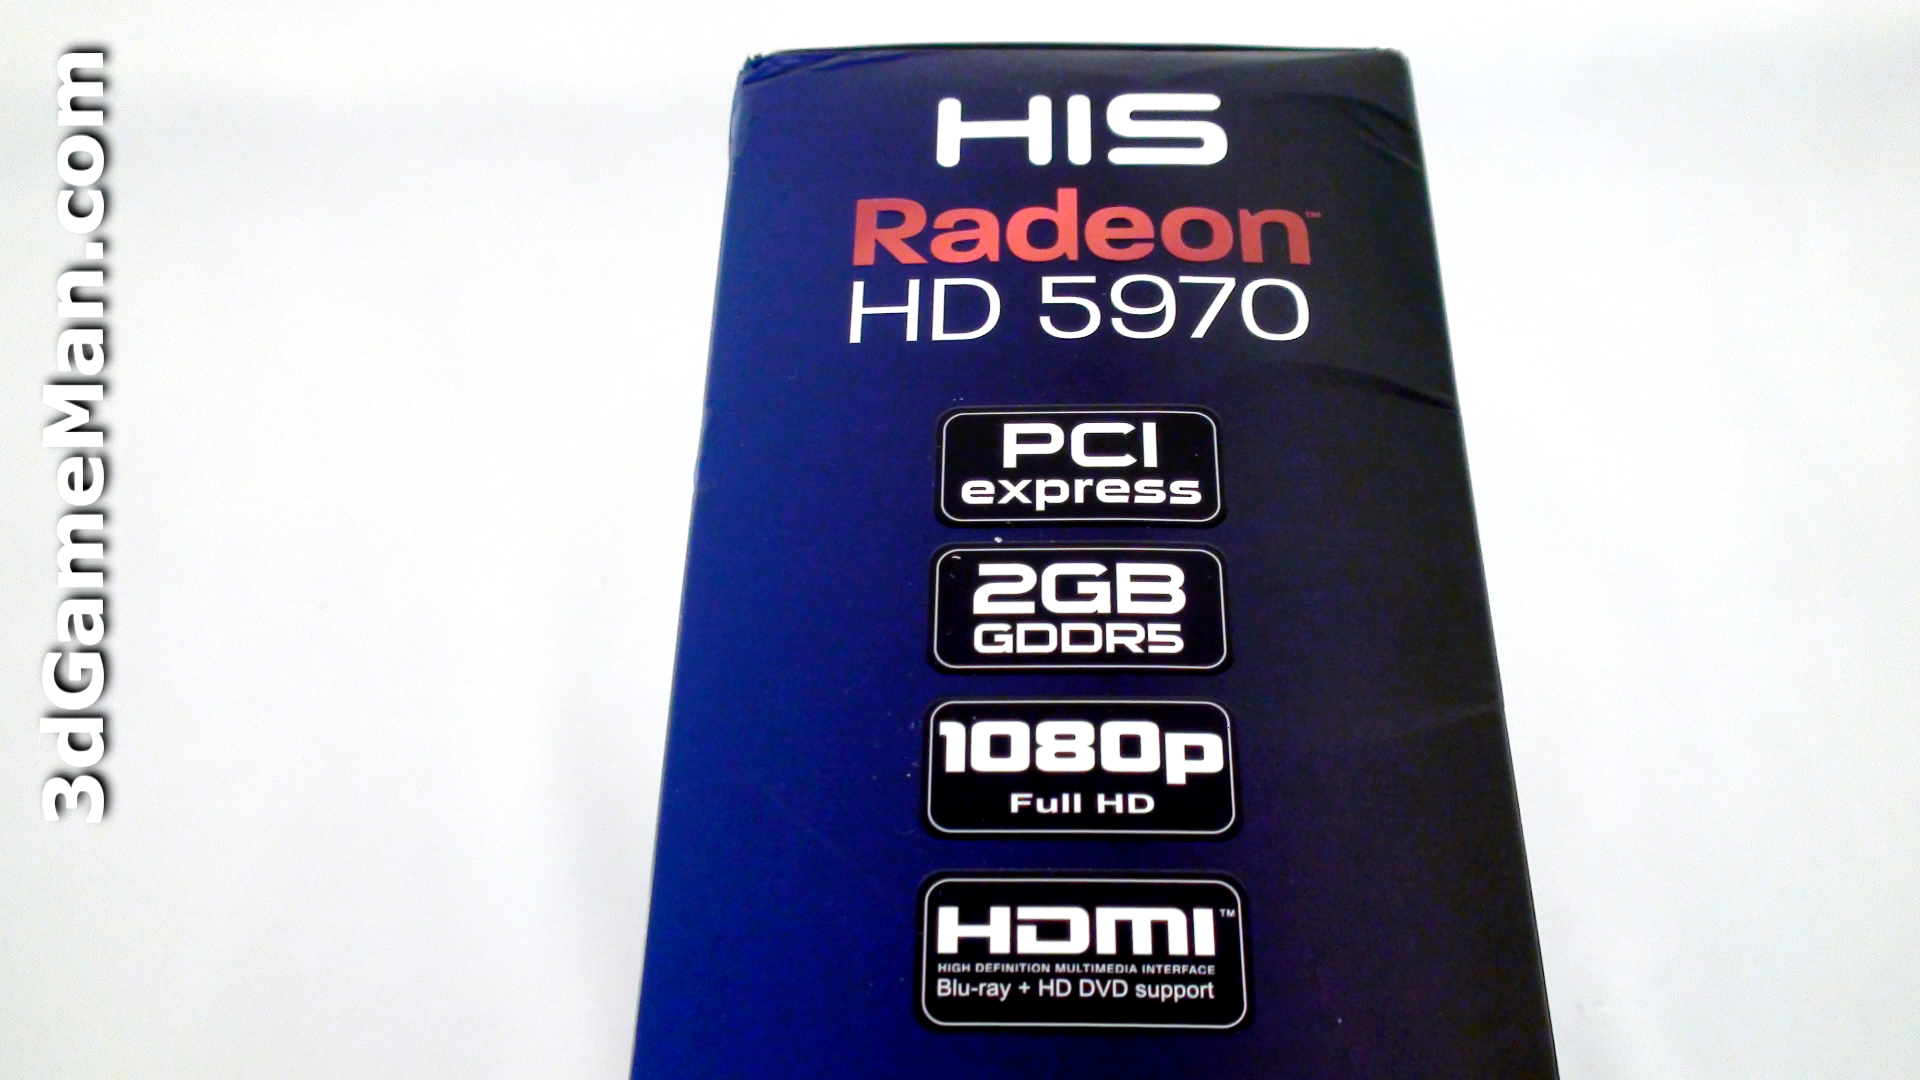 3dGameMan.com
HIS
Radeon™
HD 5970
PCI
express
2GB
GDDR5
1080p
Full HD
HDMI™
HIGH DEFINITION MULTIMEDIA INTERFACE
Blu-ray + HD DVD support